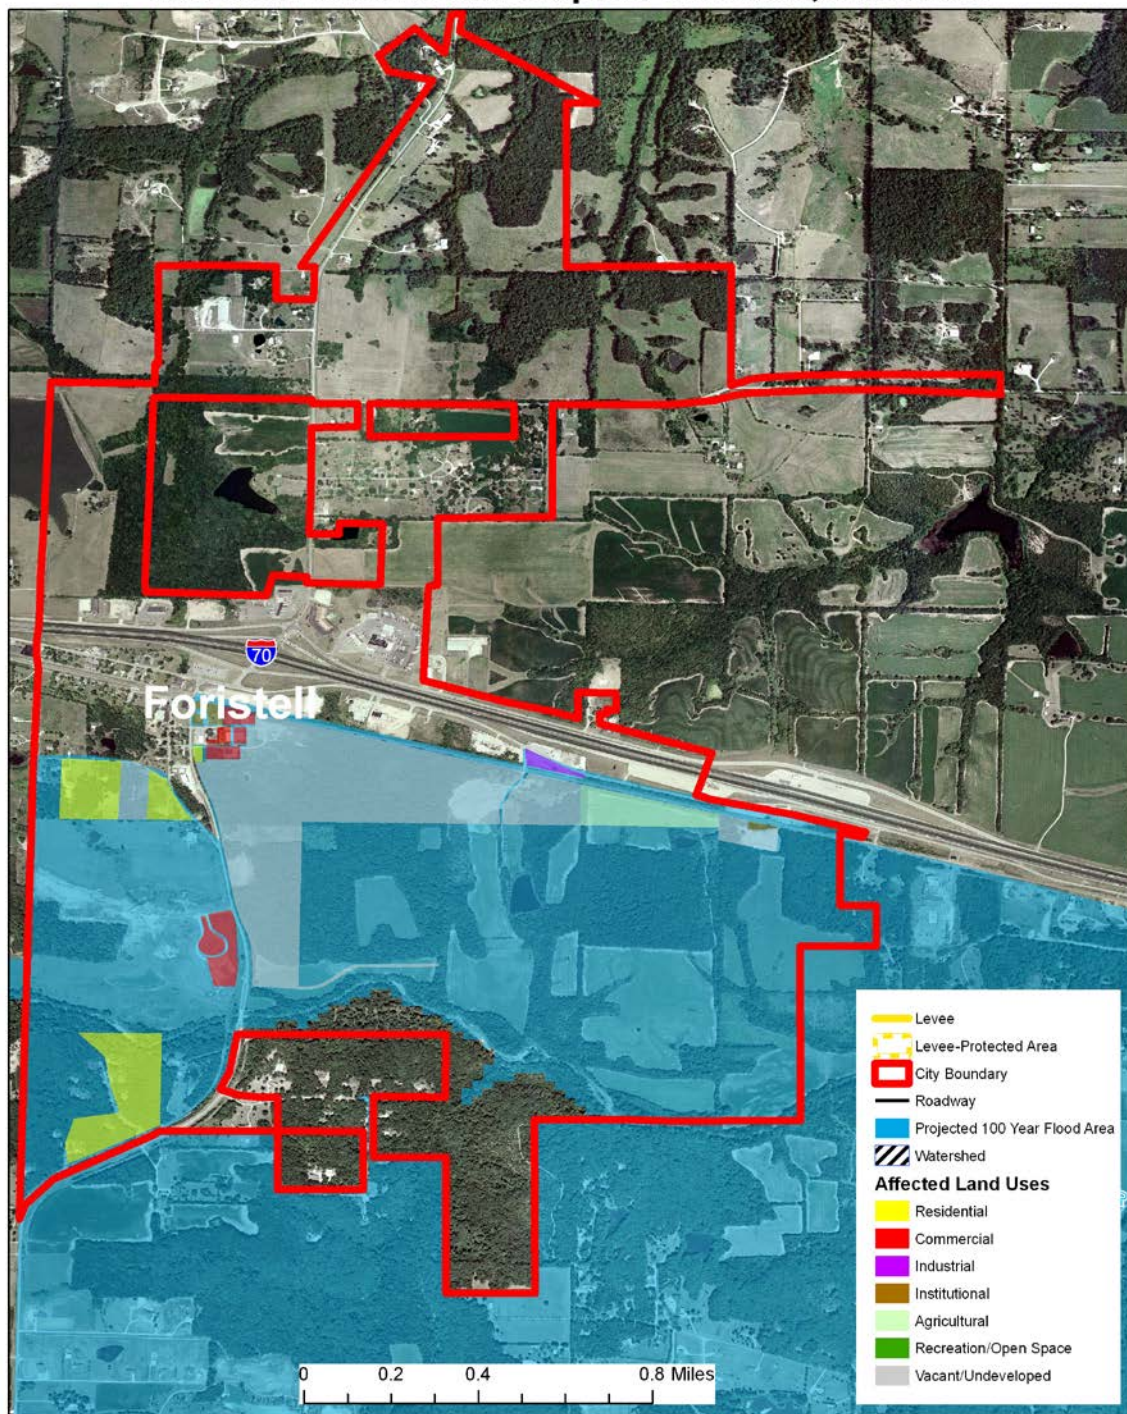 70
Foristell
Levee
Levee-Protected Area
City Boundary
Roadway
Projected 100 Year Flood Area
Watershed
Affected Land Uses
Residential
Commercial
Industrial
Institutional
Agricultural
Recreation/Open Space
Vacant/Undeveloped
0 0.2 0.4 0.8 Miles